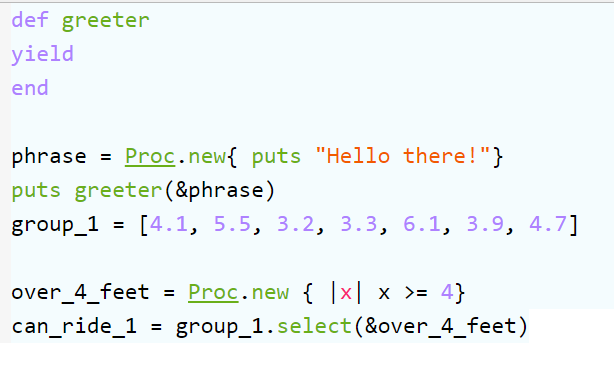 def greeter
yield
end
phrase = Proc.new{ puts "Hello there!"}
puts greeter(&phrase)
group_1 = [4.1, 5.5, 3.2, 3.3, 6.1, 3.9, 4.7]
over_4_feet = Proc.new { |x| x >= 4}
can_ride_1 = group_1.select(&over_4_feet)